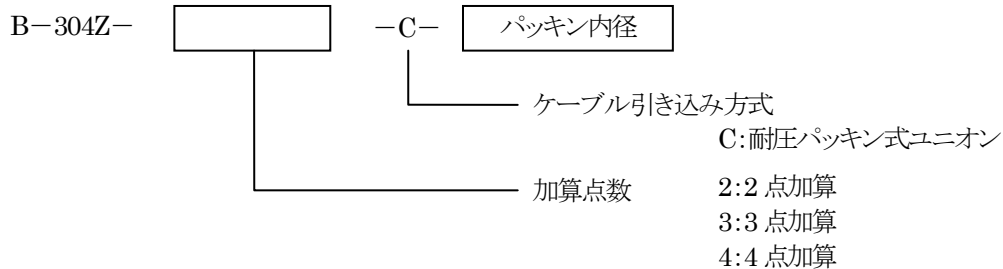 B－304Z－ －C－ パッキン内径
ケーブル引き込み方式
C:耐圧パッキン式ユニオン
加算点数 2:2 点加算
3:3 点加算
4:4 点加算